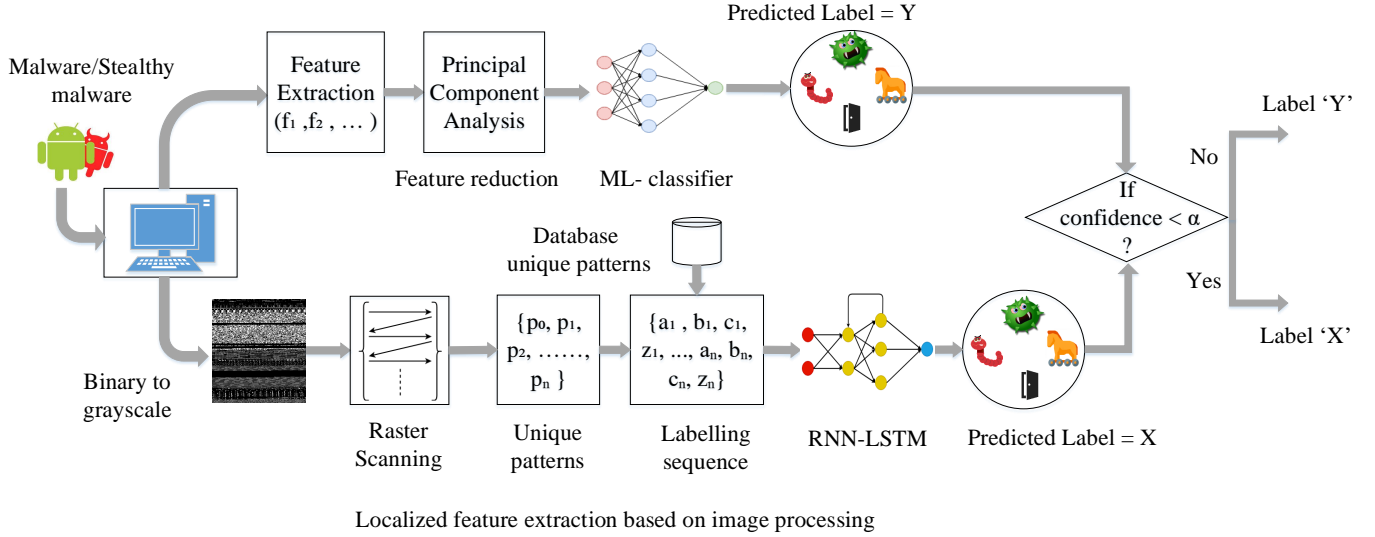 Predicted Label = Y
Malware/Stealthy
malware
Feature
Extraction
(f₁ ,f₂ , … )
Principal
Component
Analysis
Feature reduction
ML- classifier
Label ‘Y’
No
If
confidence < α
?
Yes
Label ‘X’
Database
unique patterns
{p₀, p₁,
p₂, ……,
pₙ }
{a₁ , b₁, c₁,
z₁, ..., aₙ, bₙ,
cₙ, zₙ}
Binary to
grayscale
Raster
Scanning
Unique
patterns
Labelling
sequence
RNN-LSTM
Predicted Label = X
Localized feature extraction based on image processing